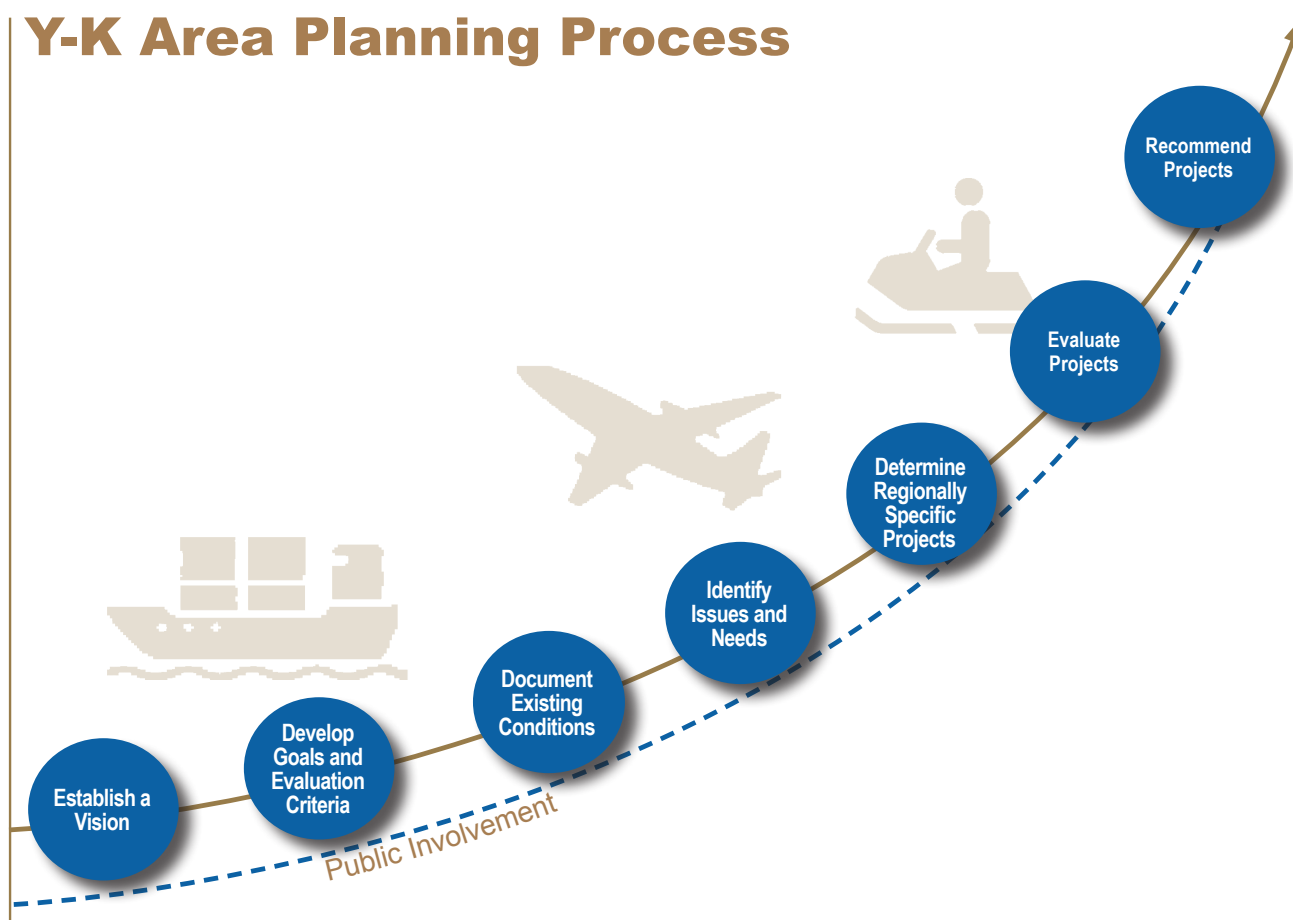 Y-K Area Planning Process
Establish a
Vision
Develop
Goals and
Evaluation
Criteria
Document
Existing
Conditions
Identify
Issues and
Needs
Determine
Regionally
Specific
Projects
Evaluate
Projects
Recommend
Projects
Public Involvement